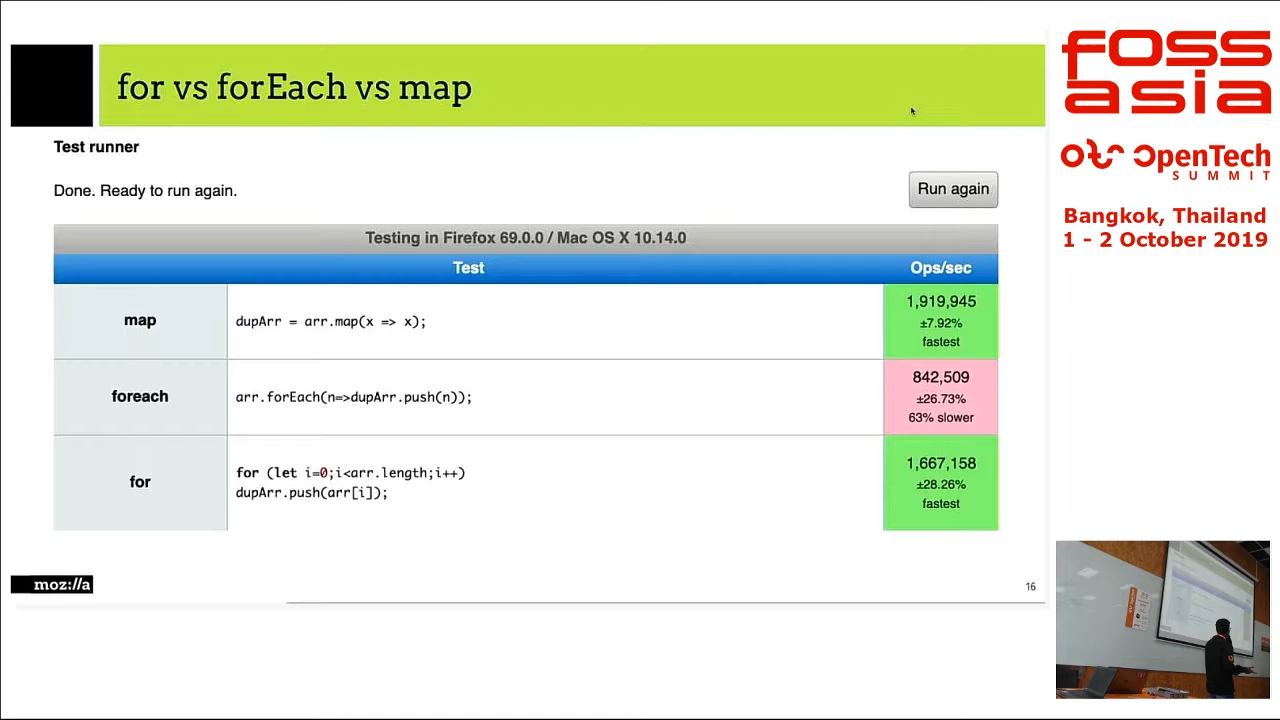 for vs forEach vs map
Test runner
Done. Ready to run again.
Run again
Testing in Firefox 69.0.0 / Mac OS X 10.14.0
Test
Ops/sec
map
dupArr = arr.map(x => x);
1,919,945
±7.92%
fastest
foreach
arr.forEach(n=>dupArr.push(n));
842,509
±26.73%
63% slower
for
for (let i=0;i<arr.length;i++)
dupArr.push(arr[i]);
1,667,158
±28.26%
fastest
moz://a
16
foss
asia
OpenTech
SUMMIT
Bangkok, Thailand
1 - 2 October 2019